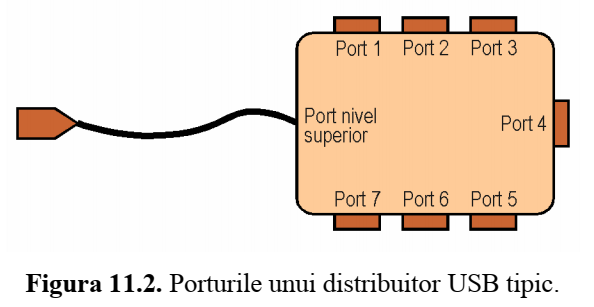 Port 1 Port 2 Port 3
Port nivel
superior
Port 4
Port 7 Port 6 Port 5
Figura 11.2. Porturile unui distribuitor USB tipic.